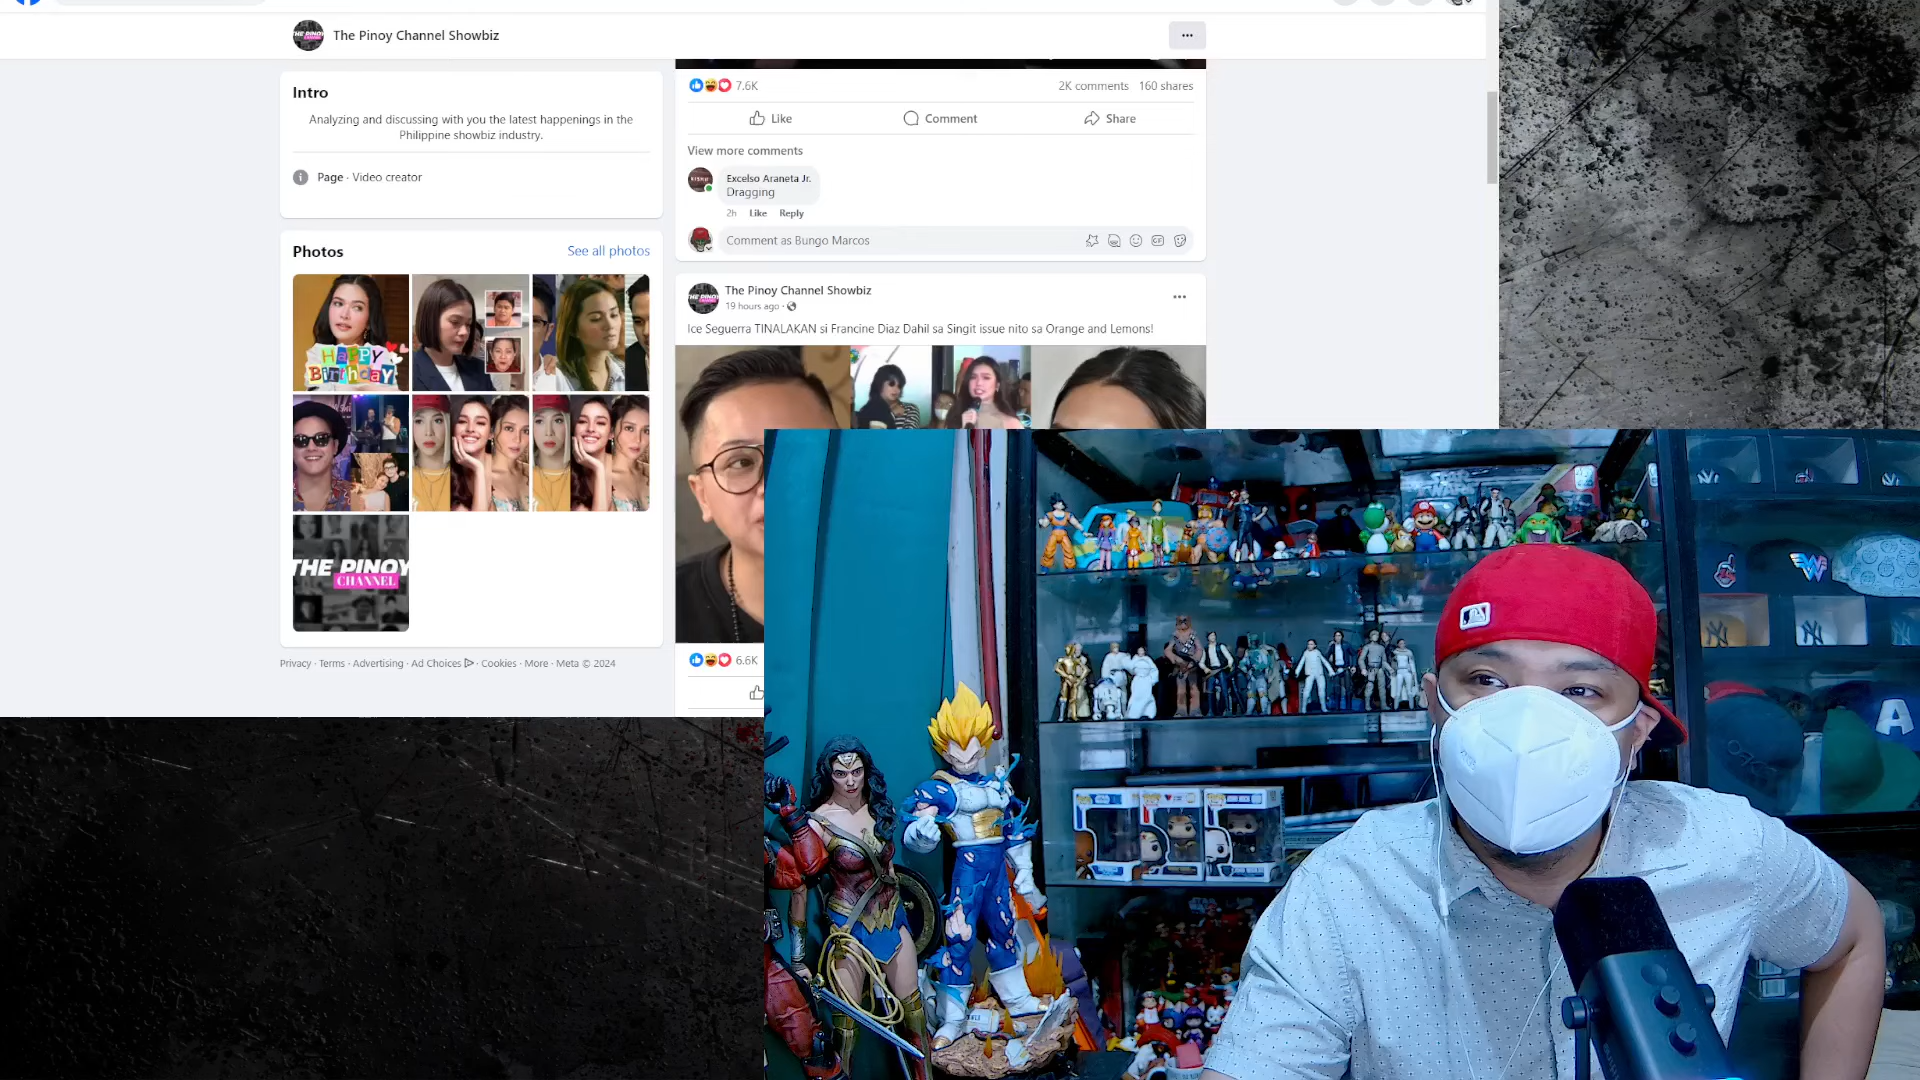 The Pinoy Channel Showbiz
Intro
Analyzing and discussing with you the latest happenings in the
Philippine showbiz industry.
Page · Video creator
Photos
See all photos
HAPPY
Birthday
THE PINOY
CHANNEL
Privacy · Terms · Advertising · Ad Choices · Cookies · More · Meta © 2024
7.6K
2K comments 160 shares
Like
Comment
Share
View more comments
Excelso Araneta Jr.
Dragging
2h Like Reply
Comment as Bungo Marcos
GIF
The Pinoy Channel Showbiz
19 hours ago ·
Ice Seguerra TINALAKAN si Francine Diaz Dahil sa Singit issue nito sa Orange and Lemons!
6.6K